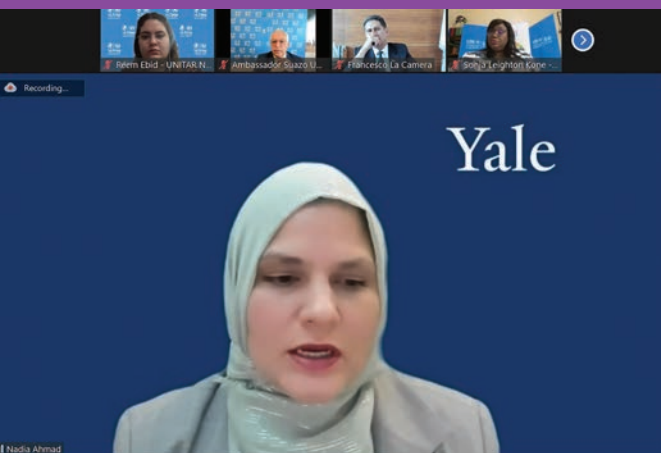 Reem Ebid - UNITAR N...
Ambassador Suazo U...
Francesco La Camera
Sonja Leighton Kone -...
Recording...
Yale
Nadia Ahmad